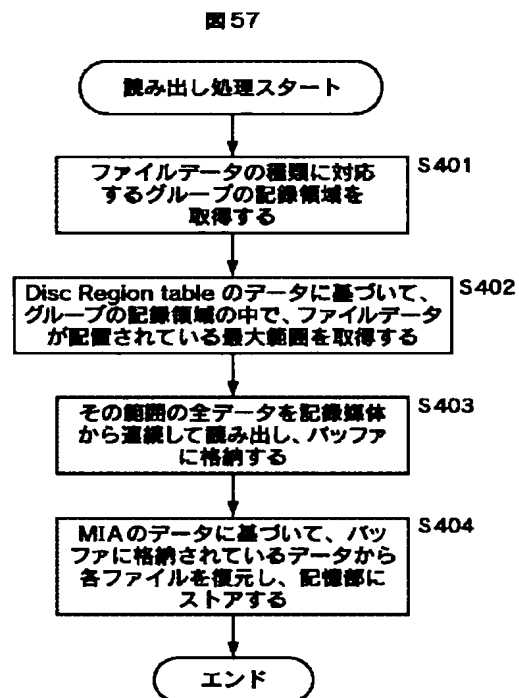 図57
読み出し処理スタート
ファイルデータの種類に対応
するグループの記録領域を
取得する
S401
Disc Region table のデータに基づいて、
グループの記録領域の中で、ファイルデータ
が配置されている最大範囲を取得する
S402
その範囲の全データを記録媒体
から連続して読み出し、バッファ
に格納する
S403
MIAのデータに基づいて、バッ
ファに格納されているデータから
各ファイルを復元し、記憶部に
ストアする
S404
エンド